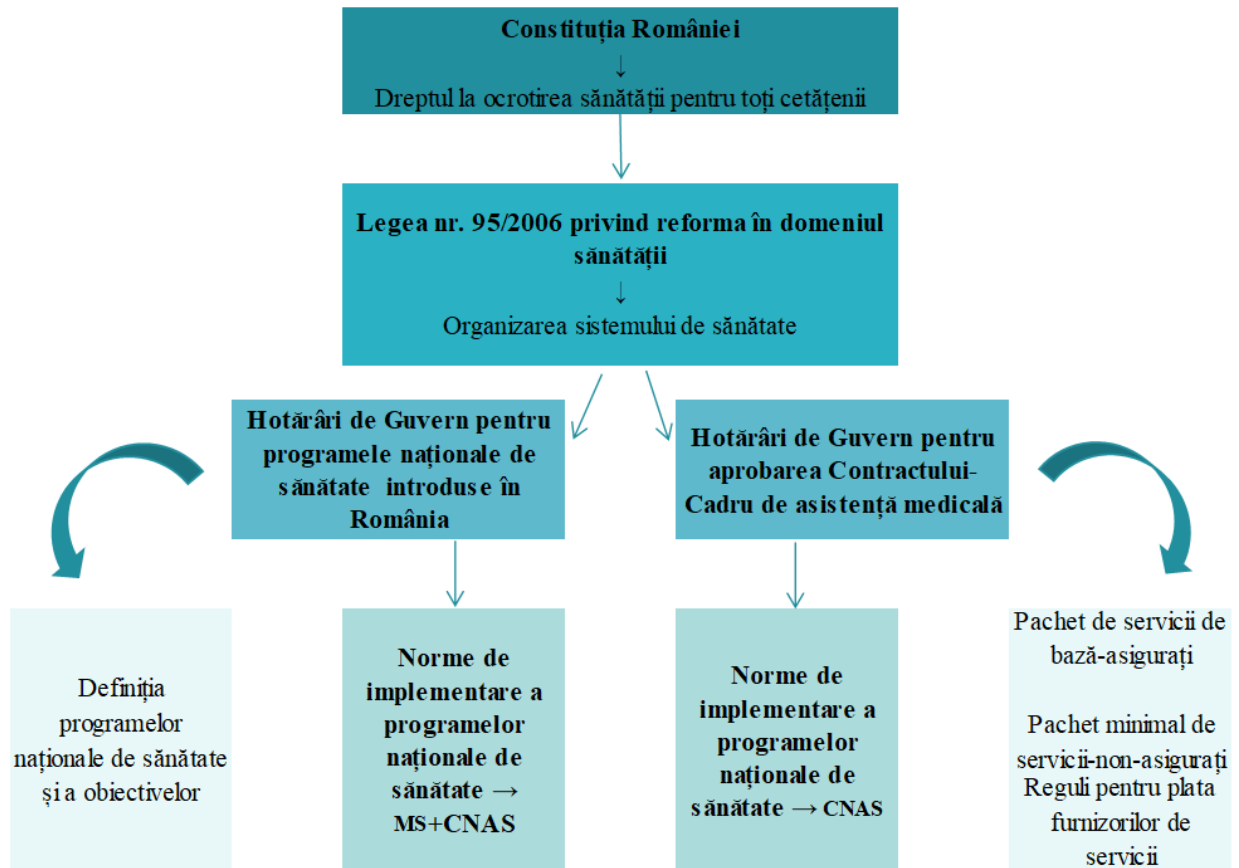 Constituția României
↓
Dreptul la ocrotirea sănătății pentru toți cetățenii
Legea nr. 95/2006 privind reforma în domeniul
sănătății
↓
Organizarea sistemului de sănătate
Hotărâri de Guvern pentru
programele naționale de
sănătate introduse în
România
Hotărâri de Guvern pentru
aprobarea Contractului-
Cadru de asistență medicală
Definiția
programelor
naționale de sănătate
și a obiectivelor
Norme de
implementare a
programelor
naționale de
sănătate →
MS+CNAS
Norme de
implementare a
programelor
naționale de
sănătate → CNAS
Pachet de servicii de
bază-asigurați
Pachet minimal de
servicii-non-asigurați
Reguli pentru plata
furnizorilor de
servicii